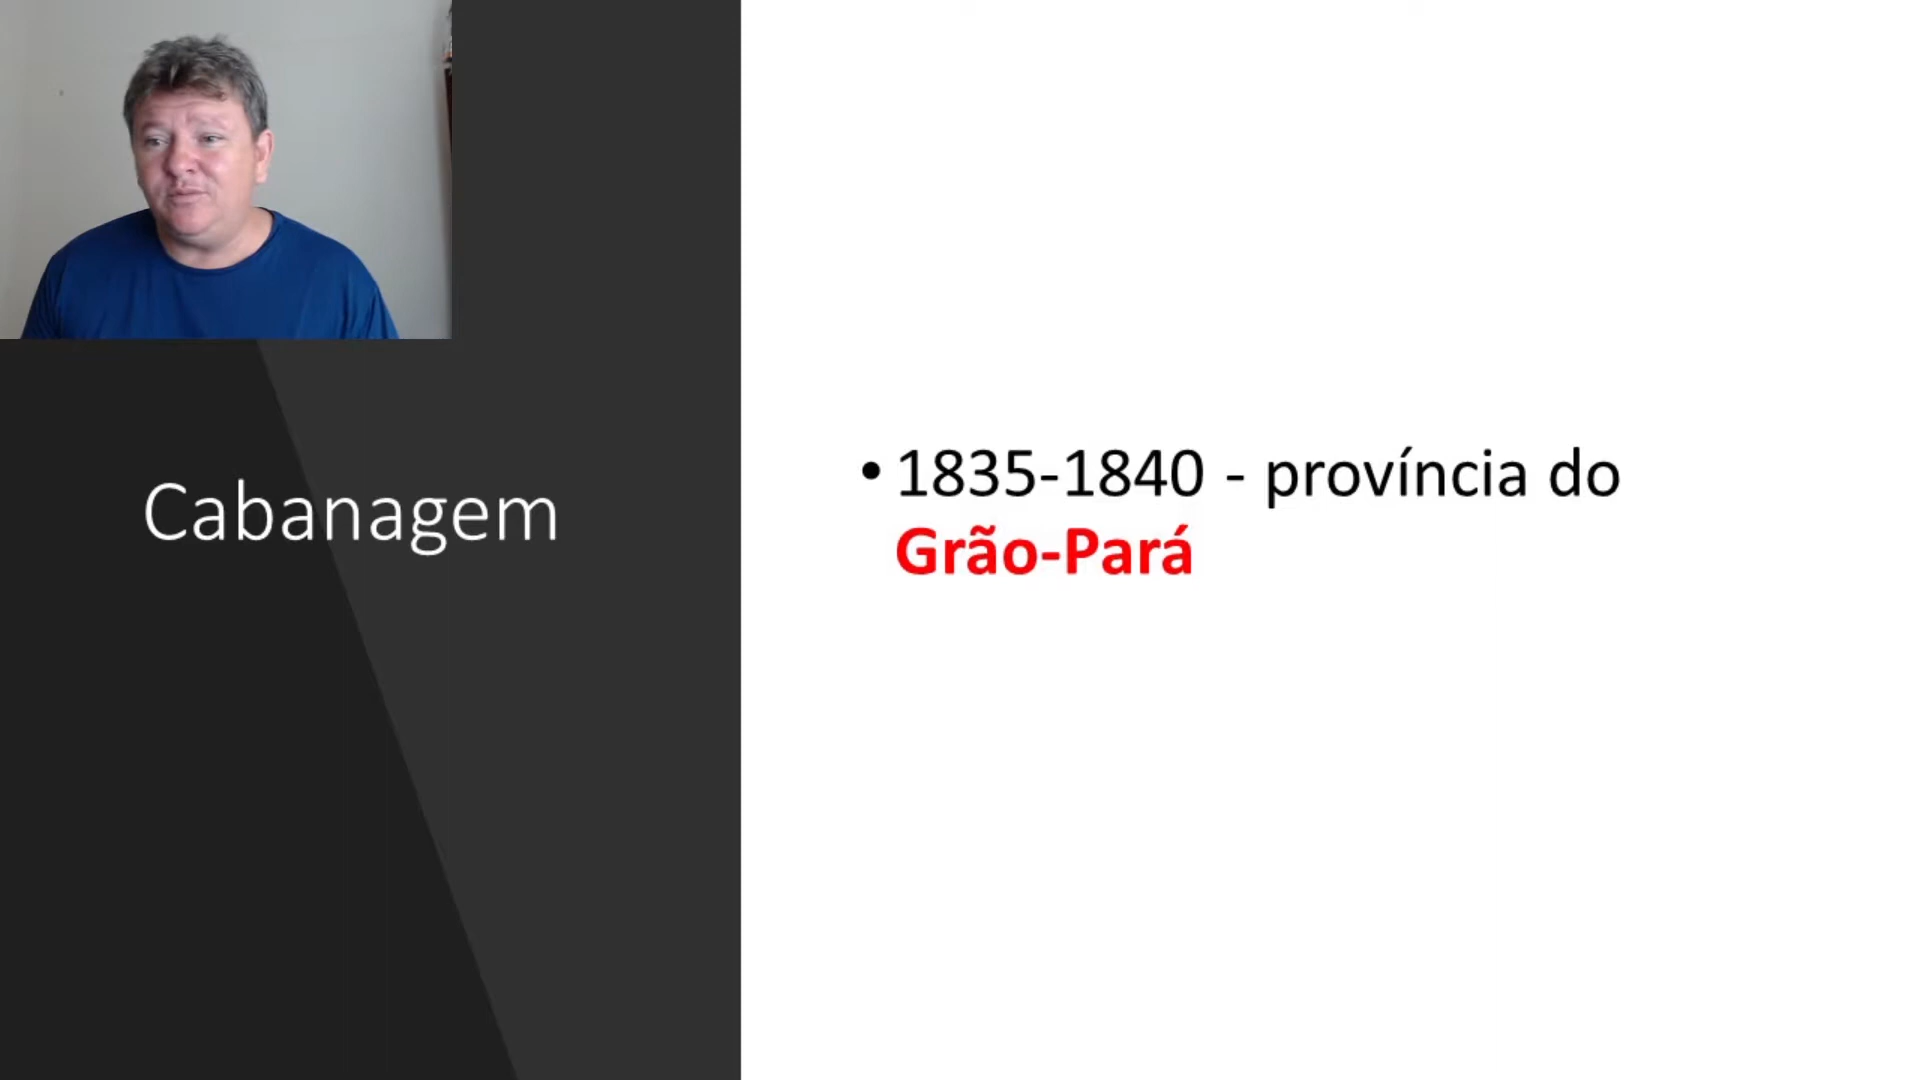 Cabanagem
• 1835-1840 - província do
Grão-Pará